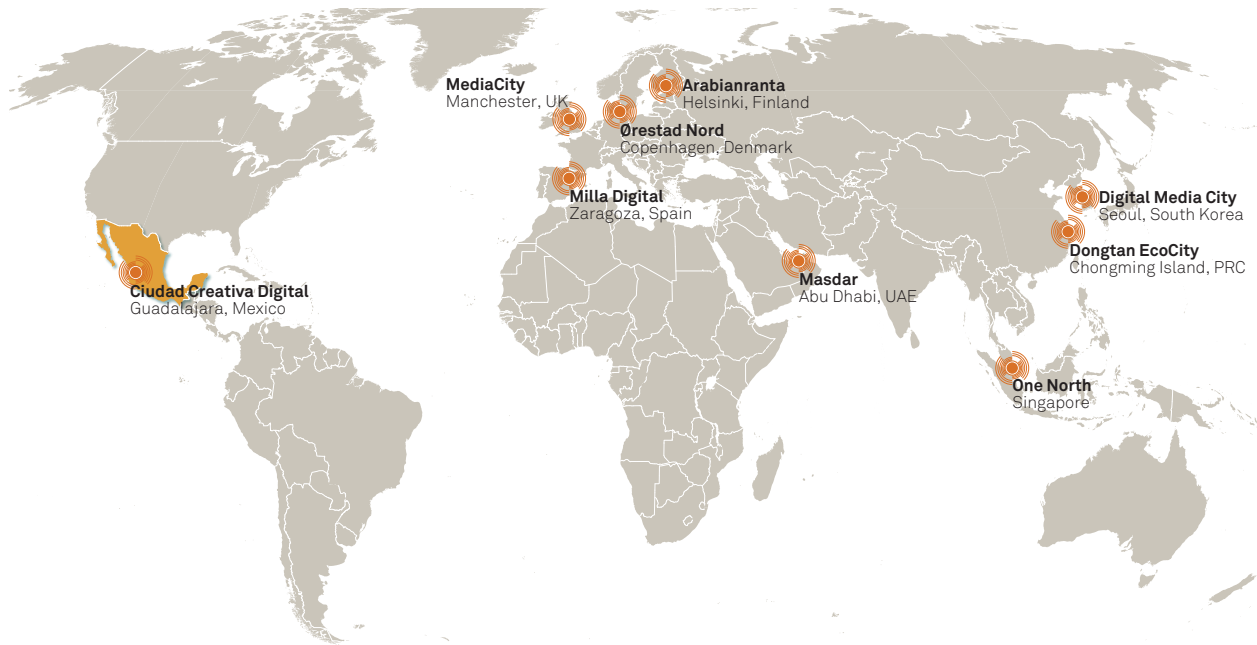 MediaCity
Manchester, UK
Arabianranta
Helsinki, Finland
Ørestad Nord
Copenhagen, Denmark
Milla Digital
Zaragoza, Spain
Digital Media City
Seoul, South Korea
Dongtan EcoCity
Chongming Island, PRC
Masdar
Abu Dhabi, UAE
Ciudad Creativa Digital
Guadalajara, Mexico
One North
Singapore